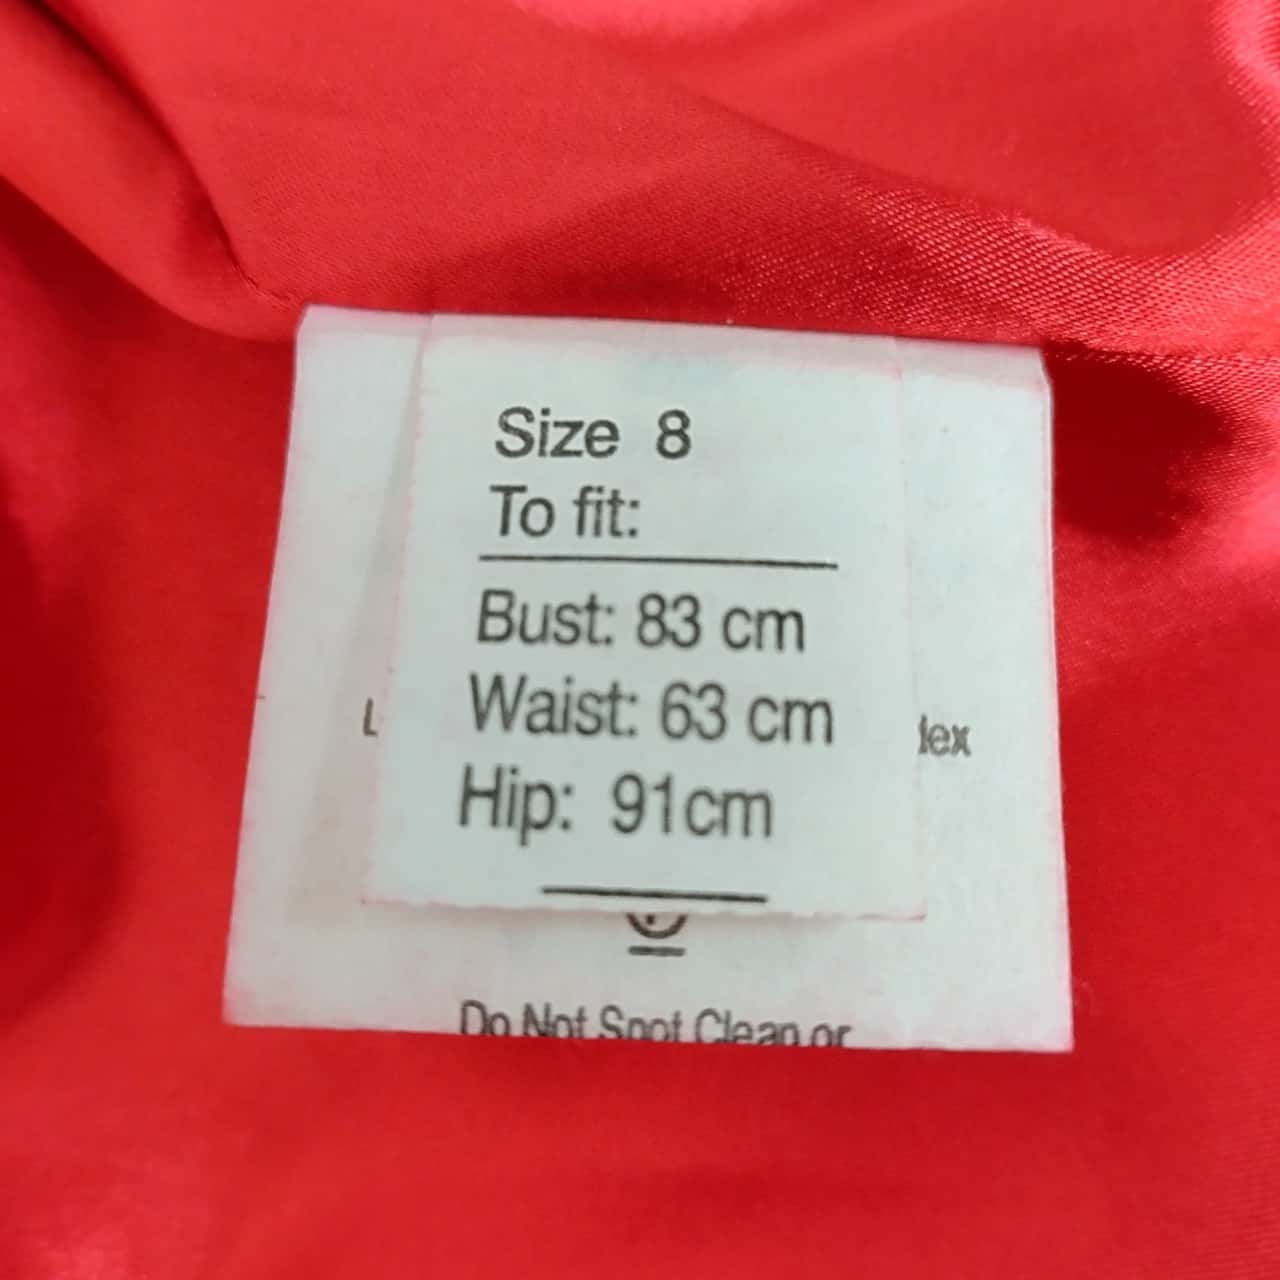 Size 8
To fit:
Bust: 83 cm
Waist: 63 cm
Hip: 91cm
Do Not Spot Clean or